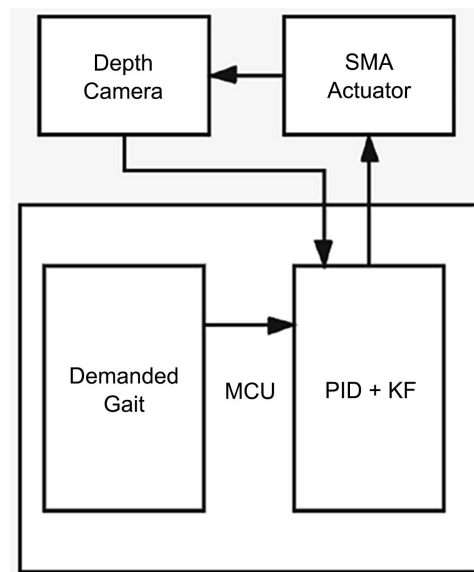 Depth
Camera
SMA
Actuator
Demanded
Gait
MCU
PID + KF